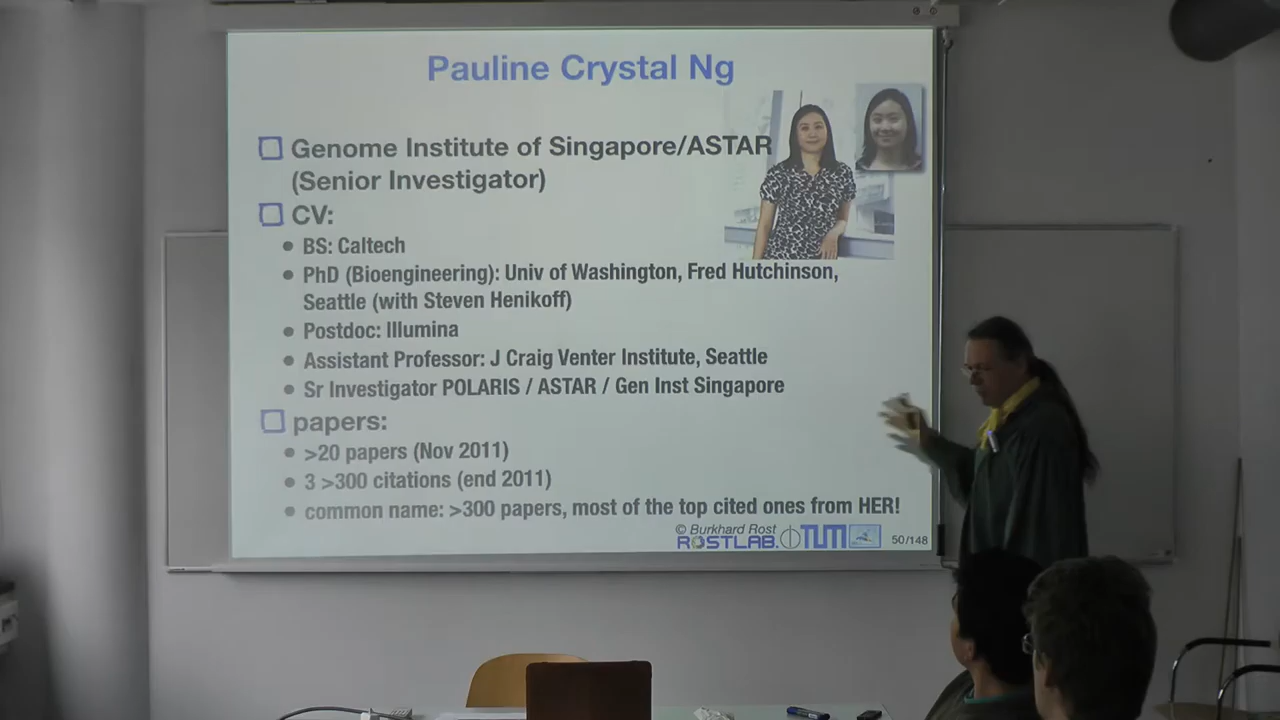 Pauline Crystal Ng
Genome Institute of Singapore/ASTAR
(Senior Investigator)
CV:
BS: Caltech
PhD (Bioengineering): Univ of Washington, Fred Hutchinson,
Seattle (with Steven Henikoff)
Postdoc: Illumina
Assistant Professor: J Craig Venter Institute, Seattle
Sr Investigator POLARIS / ASTAR / Gen Inst Singapore
papers:
>20 papers (Nov 2011)
3 >300 citations (end 2011)
common name: >300 papers, most of the top cited ones from HER!
© Burkhard Rost
ROSTLAB. TUM
50/148